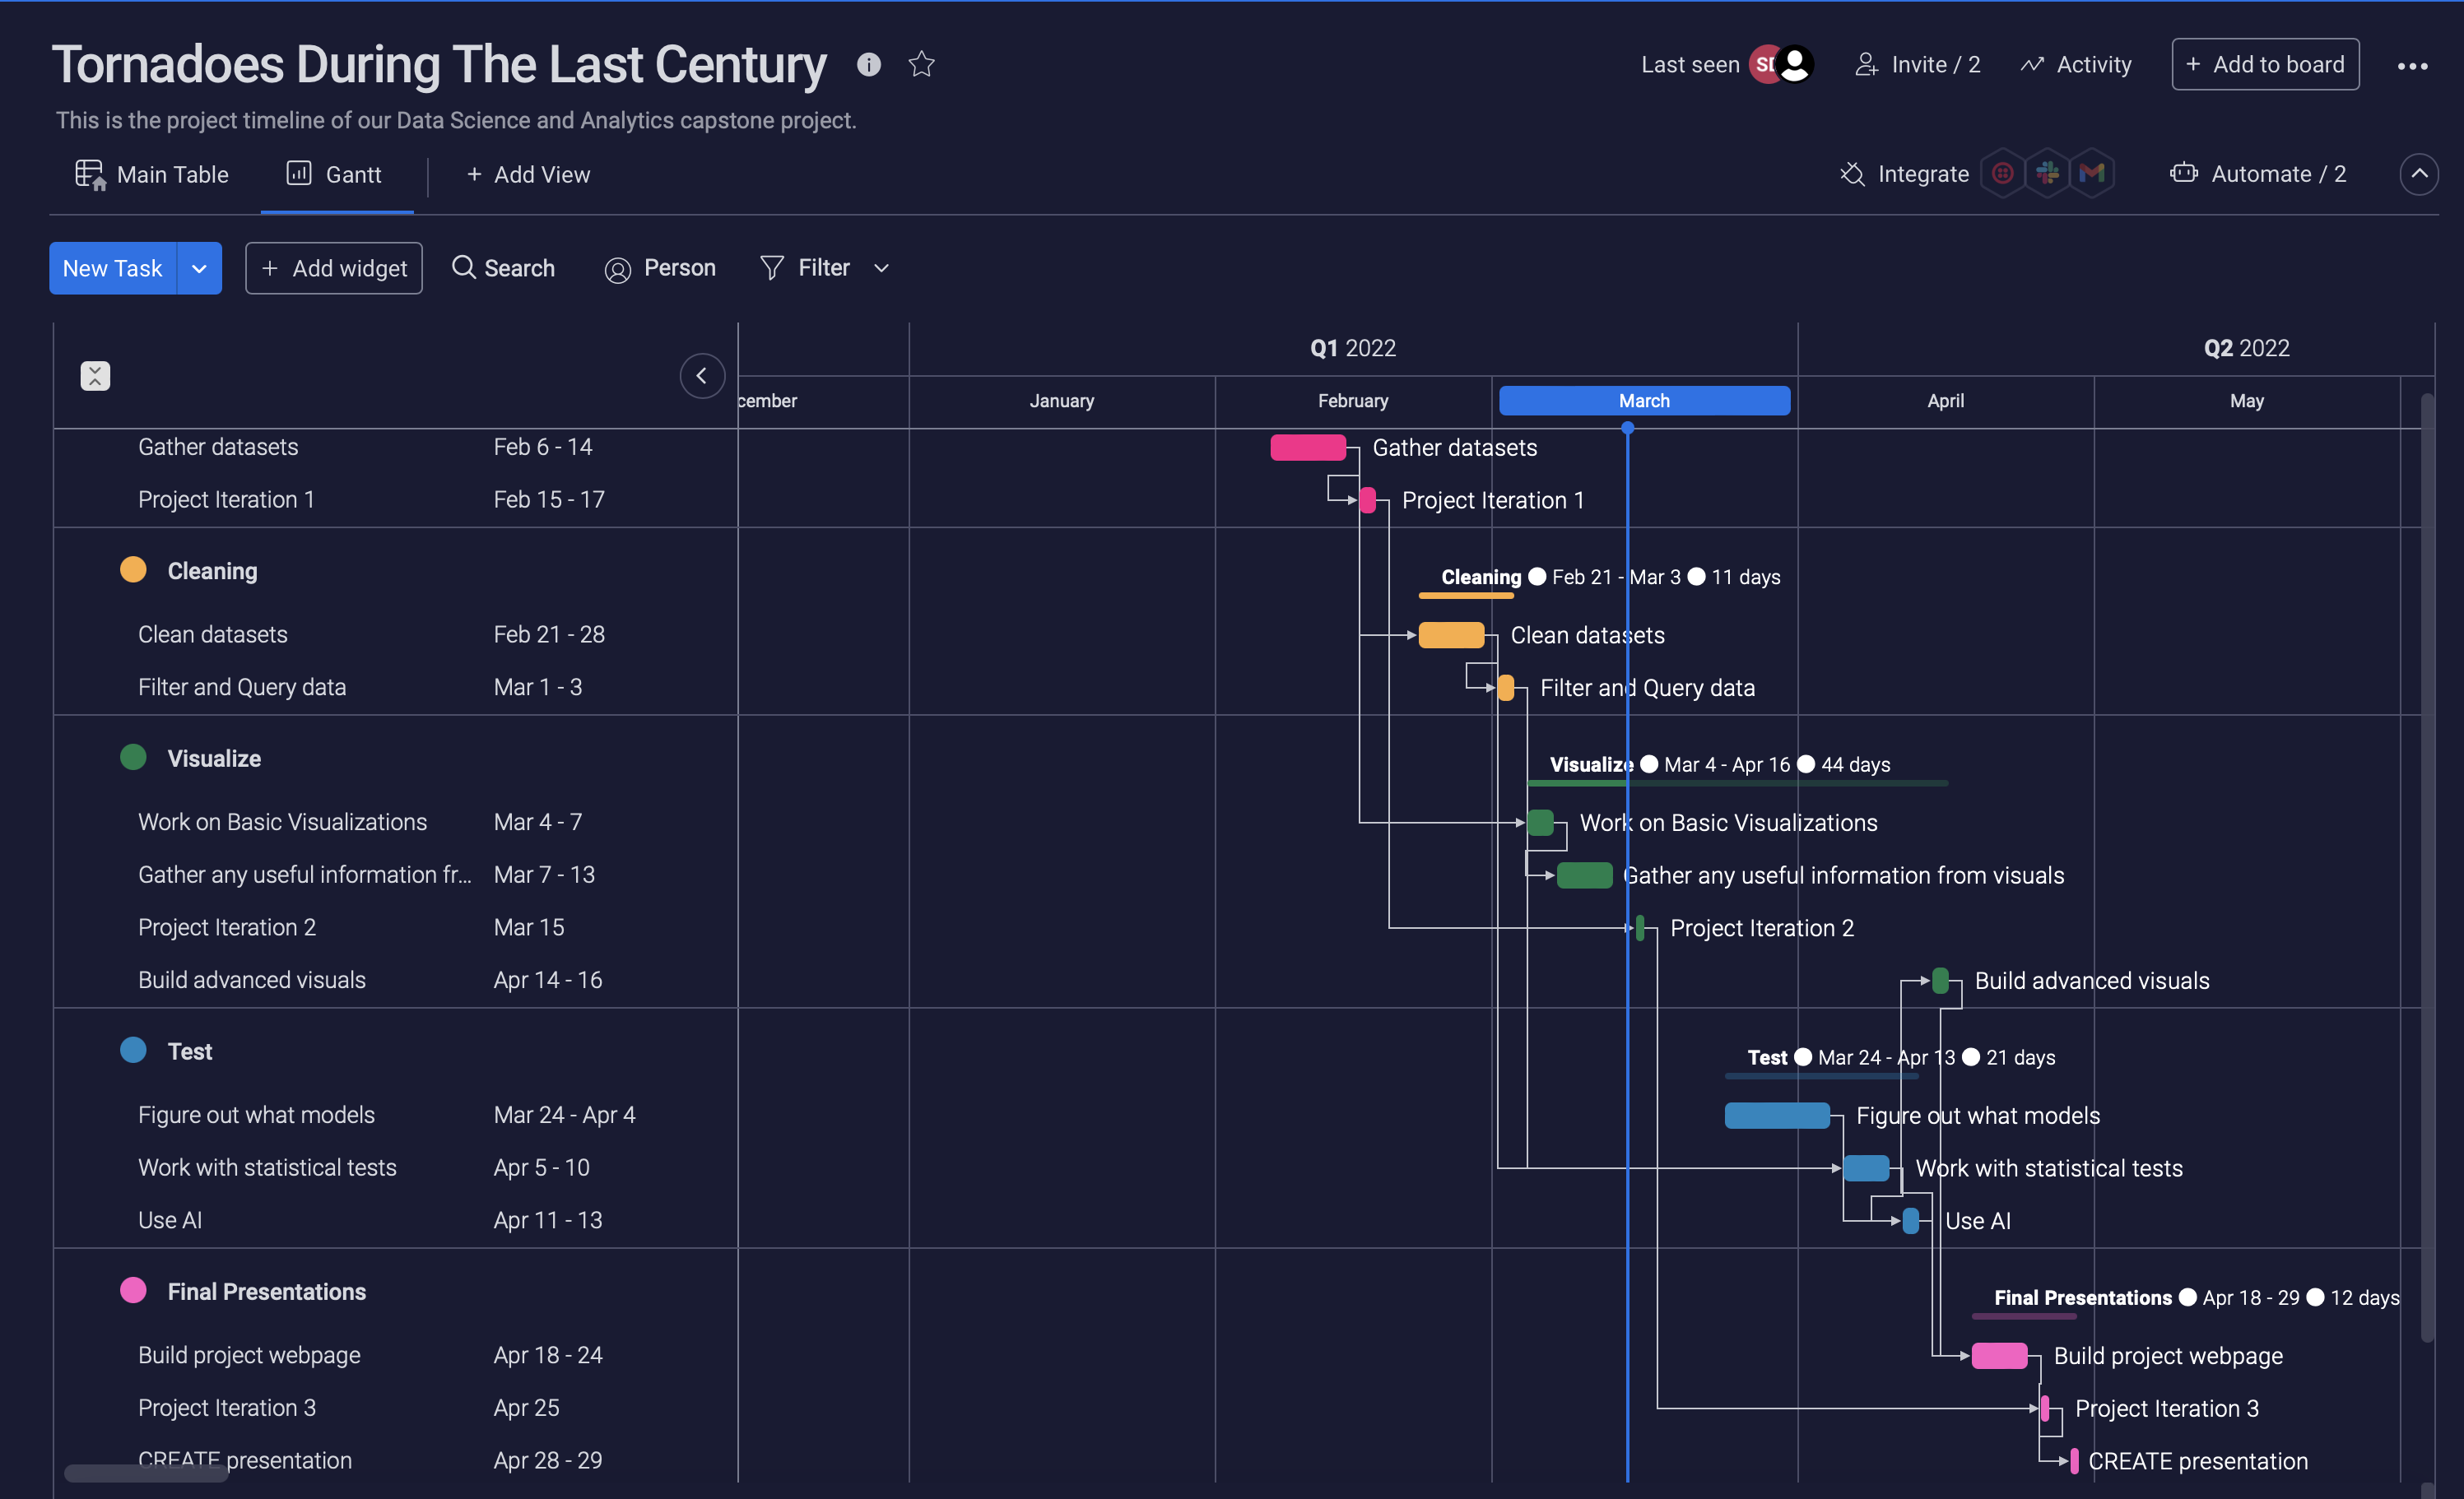 Tornadoes During The Last Century
Last seen
Invite / 2
Activity
+ Add to board
This is the project timeline of our Data Science and Analytics capstone project.
Main Table
Gantt
+ Add View
Integrate
Automate / 2
New Task
+ Add widget
Search
Person
Filter
Q1 2022
Q2 2022
cember
January
February
March
April
May
Gather datasets Feb 6 - 14 Gather datasets
Project Iteration 1 Feb 15 - 17 Project Iteration 1
Cleaning Cleaning Feb 21 - Mar 3 11 days
Clean datasets Feb 21 - 28 Clean datasets
Filter and Query data Mar 1 - 3 Filter and Query data
Visualize Visualize Mar 4 - Apr 16 44 days
Work on Basic Visualizations Mar 4 - 7 Work on Basic Visualizations
Gather any useful information fr... Mar 7 - 13 Gather any useful information from visuals
Project Iteration 2 Mar 15 Project Iteration 2
Build advanced visuals Apr 14 - 16 Build advanced visuals
Test Test Mar 24 - Apr 13 21 days
Figure out what models Mar 24 - Apr 4 Figure out what models
Work with statistical tests Apr 5 - 10 Work with statistical tests
Use AI Apr 11 - 13 Use AI
Final Presentations Final Presentations Apr 18 - 29 12 days
Build project webpage Apr 18 - 24 Build project webpage
Project Iteration 3 Apr 25 Project Iteration 3
CREATE presentation Apr 28 - 29 CREATE presentation